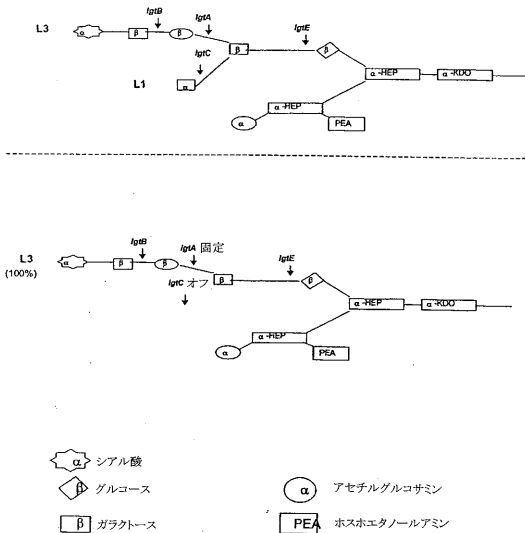 L3
α
lgtB
β
β
lgtA
lgtC
β
lgtE
β
L1
α
α-HEP
α-KDO
α-HEP
α
PEA
L3
(100%)
α
lgtB
β
β
lgtA 固定
lgtC オフ
β
lgtE
β
α-HEP
α-KDO
α-HEP
α
PEA
α シアル酸
β グルコース
α アセチルグルコサミン
β ガラクトース
PEA ホスホエタノールアミン